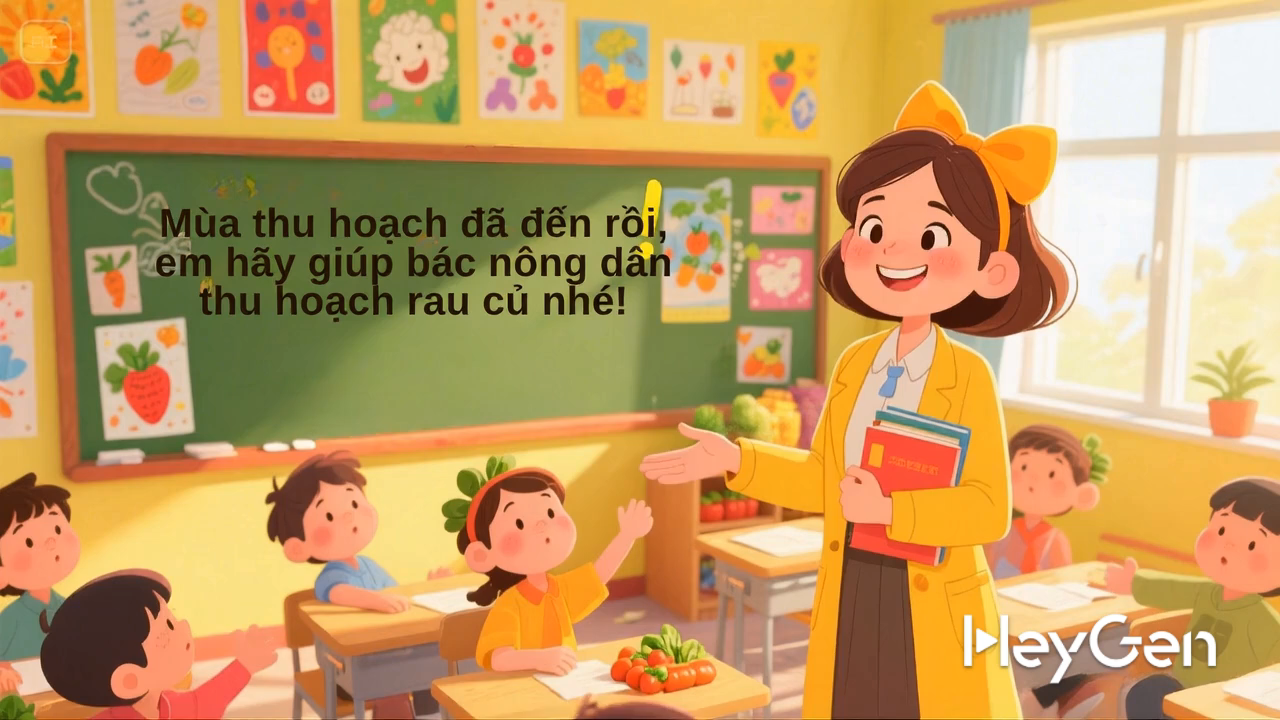 Mùa thu hoạch đã đến rồi,
em hãy giúp bác nông dân
thu hoạch rau củ nhé!
HeyGen